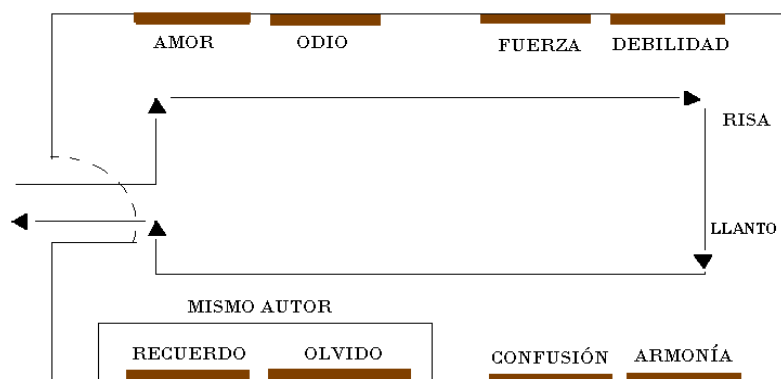 AMOR ODIO FUERZA DEBILIDAD
RISA
LLANTO
MISMO AUTOR
RECUERDO OLVIDO CONFUSIÓN ARMONÍA